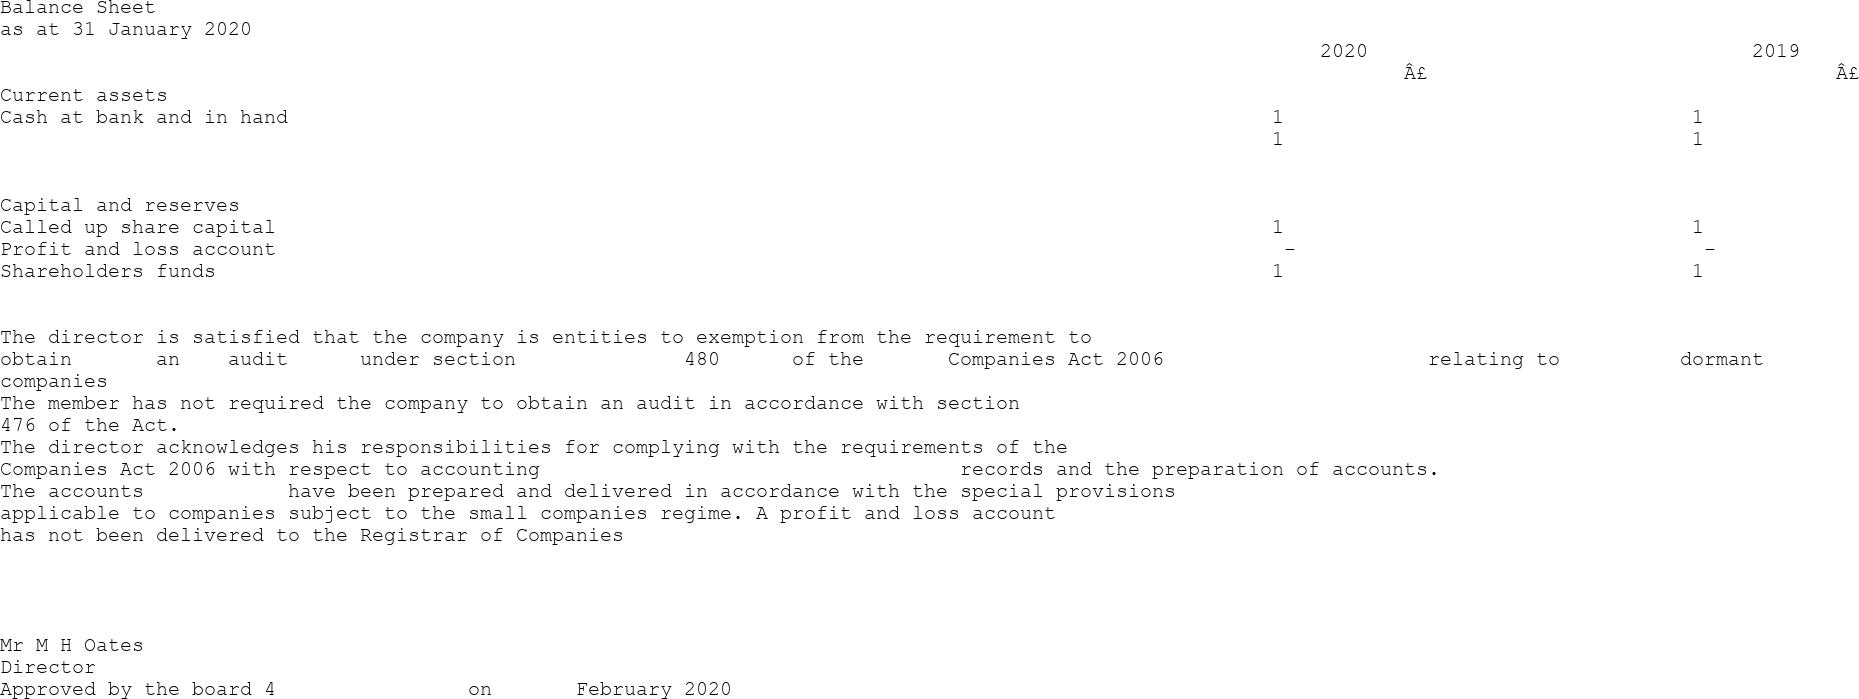 Balance Sheet
as at 31 January 2020
2020 2019
Â£ Â£
Current assets
Cash at bank and in hand 1 1
1 1
Capital and reserves
Called up share capital 1 1
Profit and loss account - -
Shareholders funds 1 1
The director is satisfied that the company is entities to exemption from the requirement to
obtain an audit under section 480 of the Companies Act 2006 relating to dormant
companies
The member has not required the company to obtain an audit in accordance with section
476 of the Act.
The director acknowledges his responsibilities for complying with the requirements of the
Companies Act 2006 with respect to accounting records and the preparation of accounts.
The accounts have been prepared and delivered in accordance with the special provisions
applicable to companies subject to the small companies regime. A profit and loss account
has not been delivered to the Registrar of Companies
Mr M H Oates
Director
Approved by the board 4 on February 2020